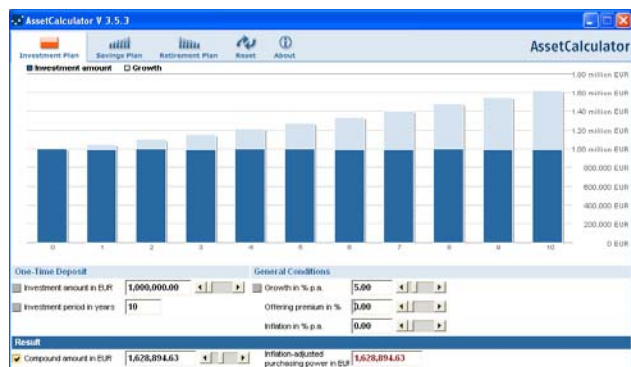 AssetCalculator V 3.5.3
Investment Plan Savings Plan Retirement Plan Reset About
AssetCalculator
Investment amount Growth
1.80 million EUR
1.60 million EUR
1.40 million EUR
1.20 million EUR
1.00 million EUR
800,000 EUR
600,000 EUR
400,000 EUR
200,000 EUR
0 EUR
0 1 2 3 4 5 6 7 8 9 10
One-Time Deposit General Conditions
Investment amount in EUR 1,000,000.00 Growth in % p.a. 5.00
Investment period in years 10 Offering premium in % 0.00
Inflation in % p.a. 0.00
Result
Compound amount in EUR 1,628,894.63 Inflation-adjusted
purchasing power in EUR 1,628,894.63